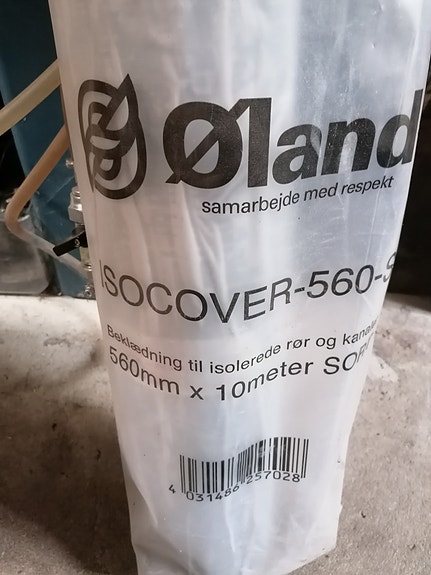 Øland
samarbejde med respekt
ISOCOVER-560-S
Beklædning til isolerede rør og
560mm x 10meter
4 031486 257028